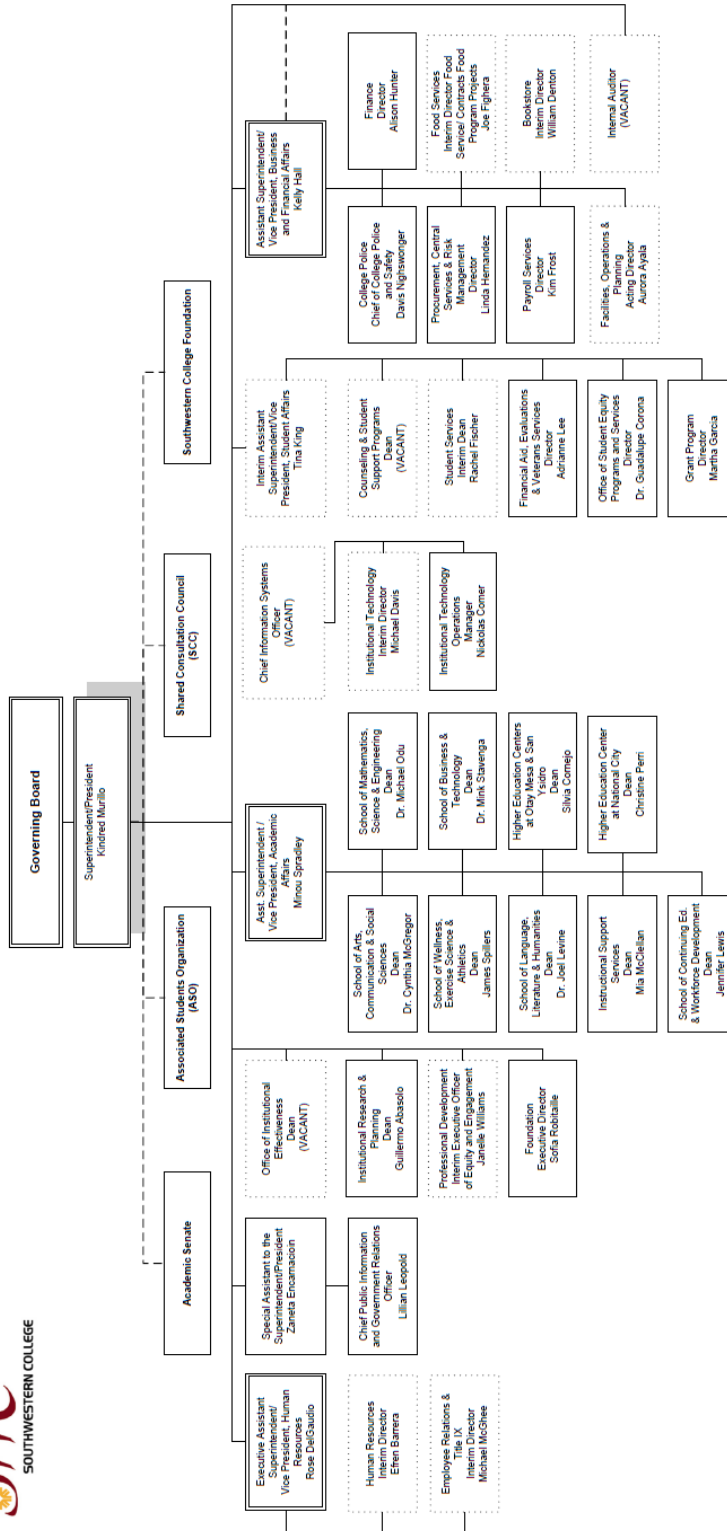 SOUTHWESTERN COLLEGE
Governing Board
Superintendent/President
Kindred Murillo
Academic Senate
Associated Students Organization
(ASO)
Shared Consultation Council
(SCC)
Southwestern College Foundation
Executive Assistant
Superintendent/
Vice President, Human
Resources
Rose DelGaudio
Human Resources
Interim Director
Efren Barrera
Employee Relations &
Title IX
Interim Director
Michael McGhee
Special Assistant to the
Superintendent/President
Zaneta Encarnacioin
Chief Public Information
and Government Relations
Officer
Lillian Leopold
Office of Institutional
Effectiveness
Dean
(VACANT)
Institutional Research &
Planning
Dean
Guillermo Abasolo
Professional Development
Interim Executive Officer
of Equity and Engagement
Janelle Williams
Foundation
Executive Director
Sofia Robitaille
Asst. Superintendent /
Vice President, Academic
Affairs
Minou Spradley
School of Arts,
Communication & Social
Sciences
Dean
Dr. Cynthia McGregor
School of Mathematics,
Science & Engineering
Dean
Dr. Michael Odu
School of Wellness,
Exercise Science &
Athletics
Dean
James Spillers
School of Business &
Technology
Dean
Dr. Mink Stavenga
School of Language,
Literature & Humanities
Dean
Dr. Joel Levine
Higher Education Centers
at Otay Mesa & San
Ysidro
Dean
Silvia Cornejo
Instructional Support
Services
Dean
Mia McClellan
Higher Education Center
at National City
Dean
Christine Perri
School of Continuing Ed.
& Workforce Development
Dean
Jennifer Lewis
Chief Information Systems
Officer
(VACANT)
Institutional Technology
Interim Director
Michael Davis
Institutional Technology
Operations
Manager
Nickolas Comer
Interim Assistant
Superintendent/Vice
President, Student Affairs
Tina King
Counseling & Student
Support Programs
Dean
(VACANT)
Student Services
Interim Dean
Rachel Fischer
Financial Aid, Evaluations
& Veterans Services
Director
Adrianne Lee
Office of Student Equity
Programs and Services
Director
Dr. Guadalupe Corona
Grant Program
Director
Martha Garcia
Assistant Superintendent/
Vice President, Business
and Financial Affairs
Kelly Hall
College Police
Chief of College Police
and Safety
Davis Nighswonger
Finance
Director
Alison Hunter
Procurement, Central
Services & Risk
Management
Director
Linda Hernandez
Food Services
Interim Director Food
Service/ Contracts Food
Program Projects
Joe Fighera
Payroll Services
Director
Kim Frost
Bookstore
Interim Director
William Denton
Facilities, Operations &
Planning
Acting Director
Aurora Ayala
Internal Auditor
(VACANT)